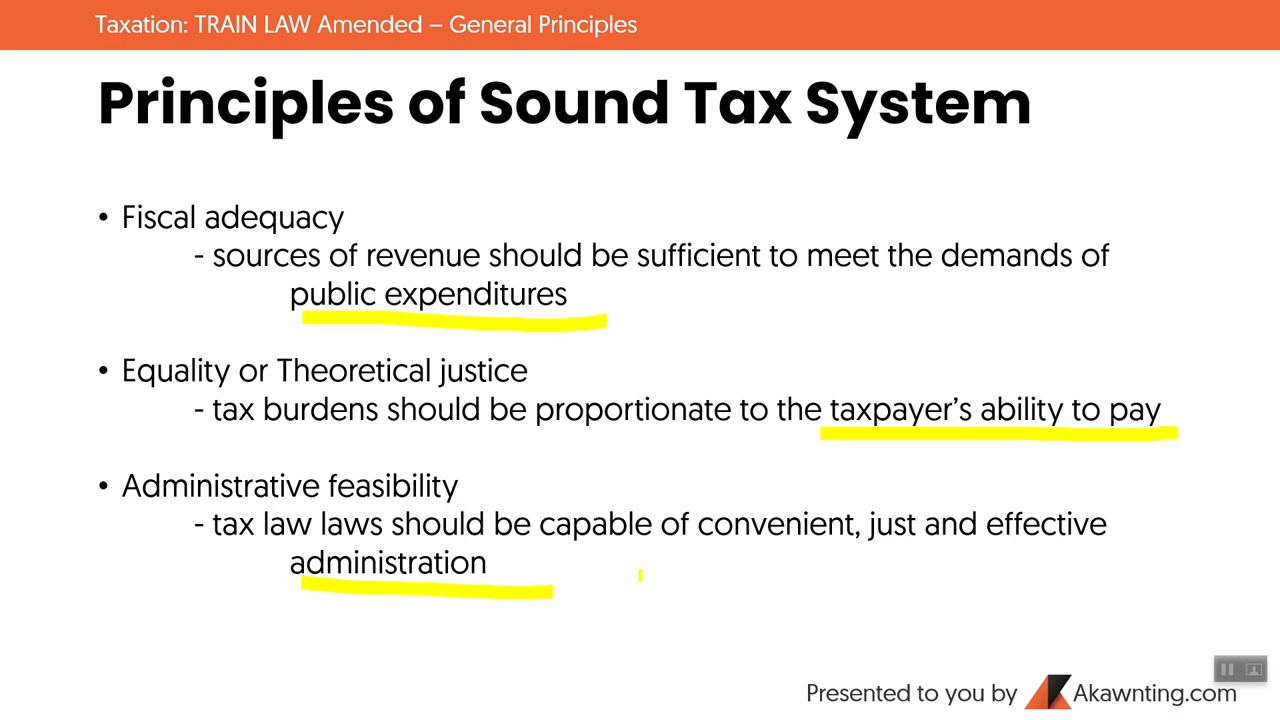 Taxation: TRAIN LAW Amended – General Principles
Principles of Sound Tax System
• Fiscal adequacy
- sources of revenue should be sufficient to meet the demands of
public expenditures
• Equality or Theoretical justice
- tax burdens should be proportionate to the taxpayer’s ability to pay
• Administrative feasibility
- tax law laws should be capable of convenient, just and effective
administration
Presented to you by Akawnting.com